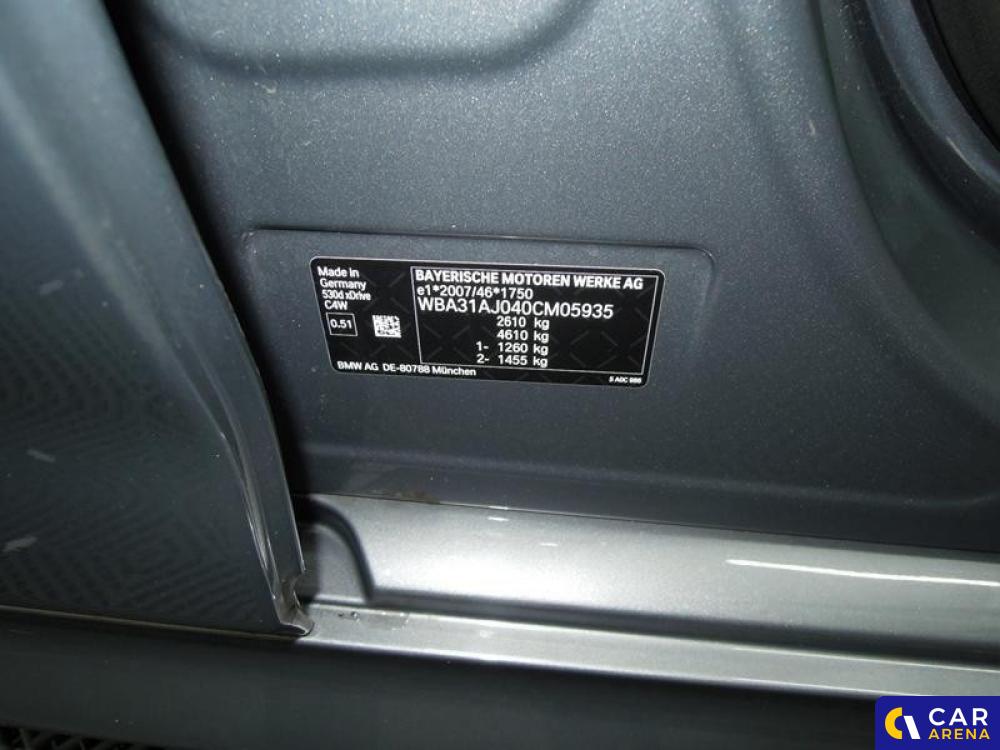 Made in
Germany
530d xDrive
C4W
0.51
BAYERISCHE MOTOREN WERKE AG
e1*2007/46*1750
WBA31AJ040CM05935
2610 kg
4610 kg
1- 1260 kg
2- 1455 kg
BMW AG DE-80788 München
CAR
ARENA